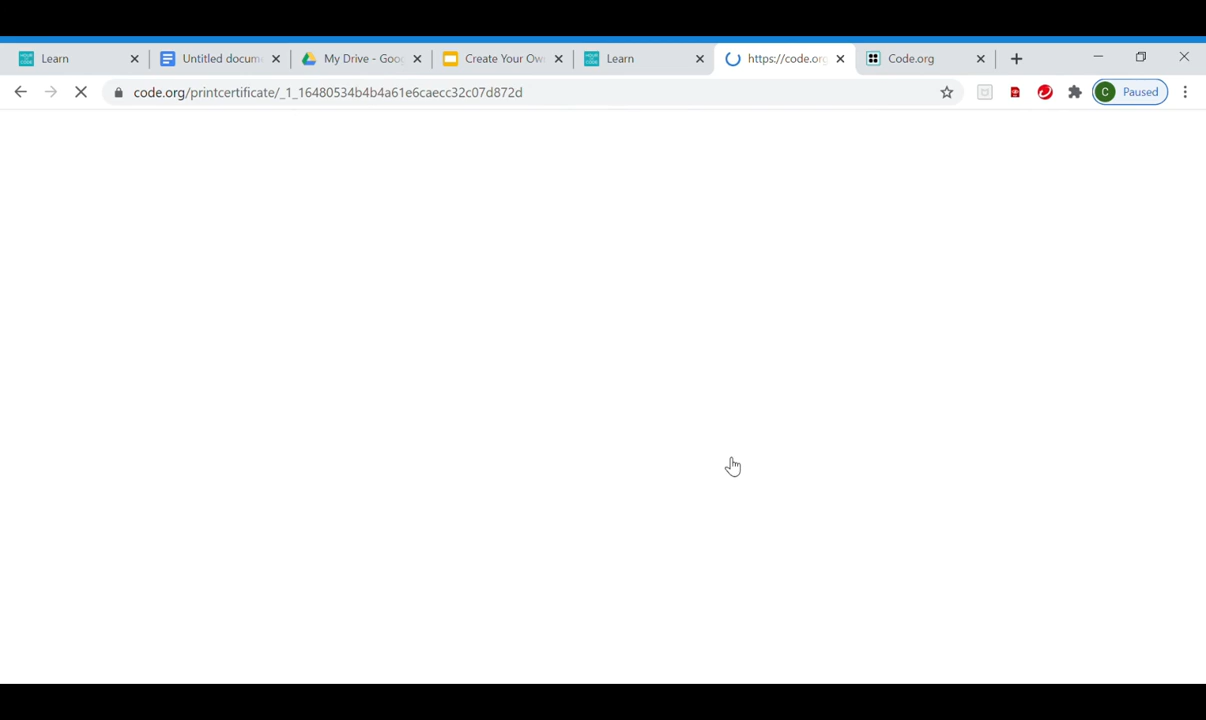 Learn Untitled docum My Drive - Goo Create Your Ow Learn https://code.org Code.org
code.org/printcertificate/_1_16480534b4b4a61e6caecc32c07d872d C Paused